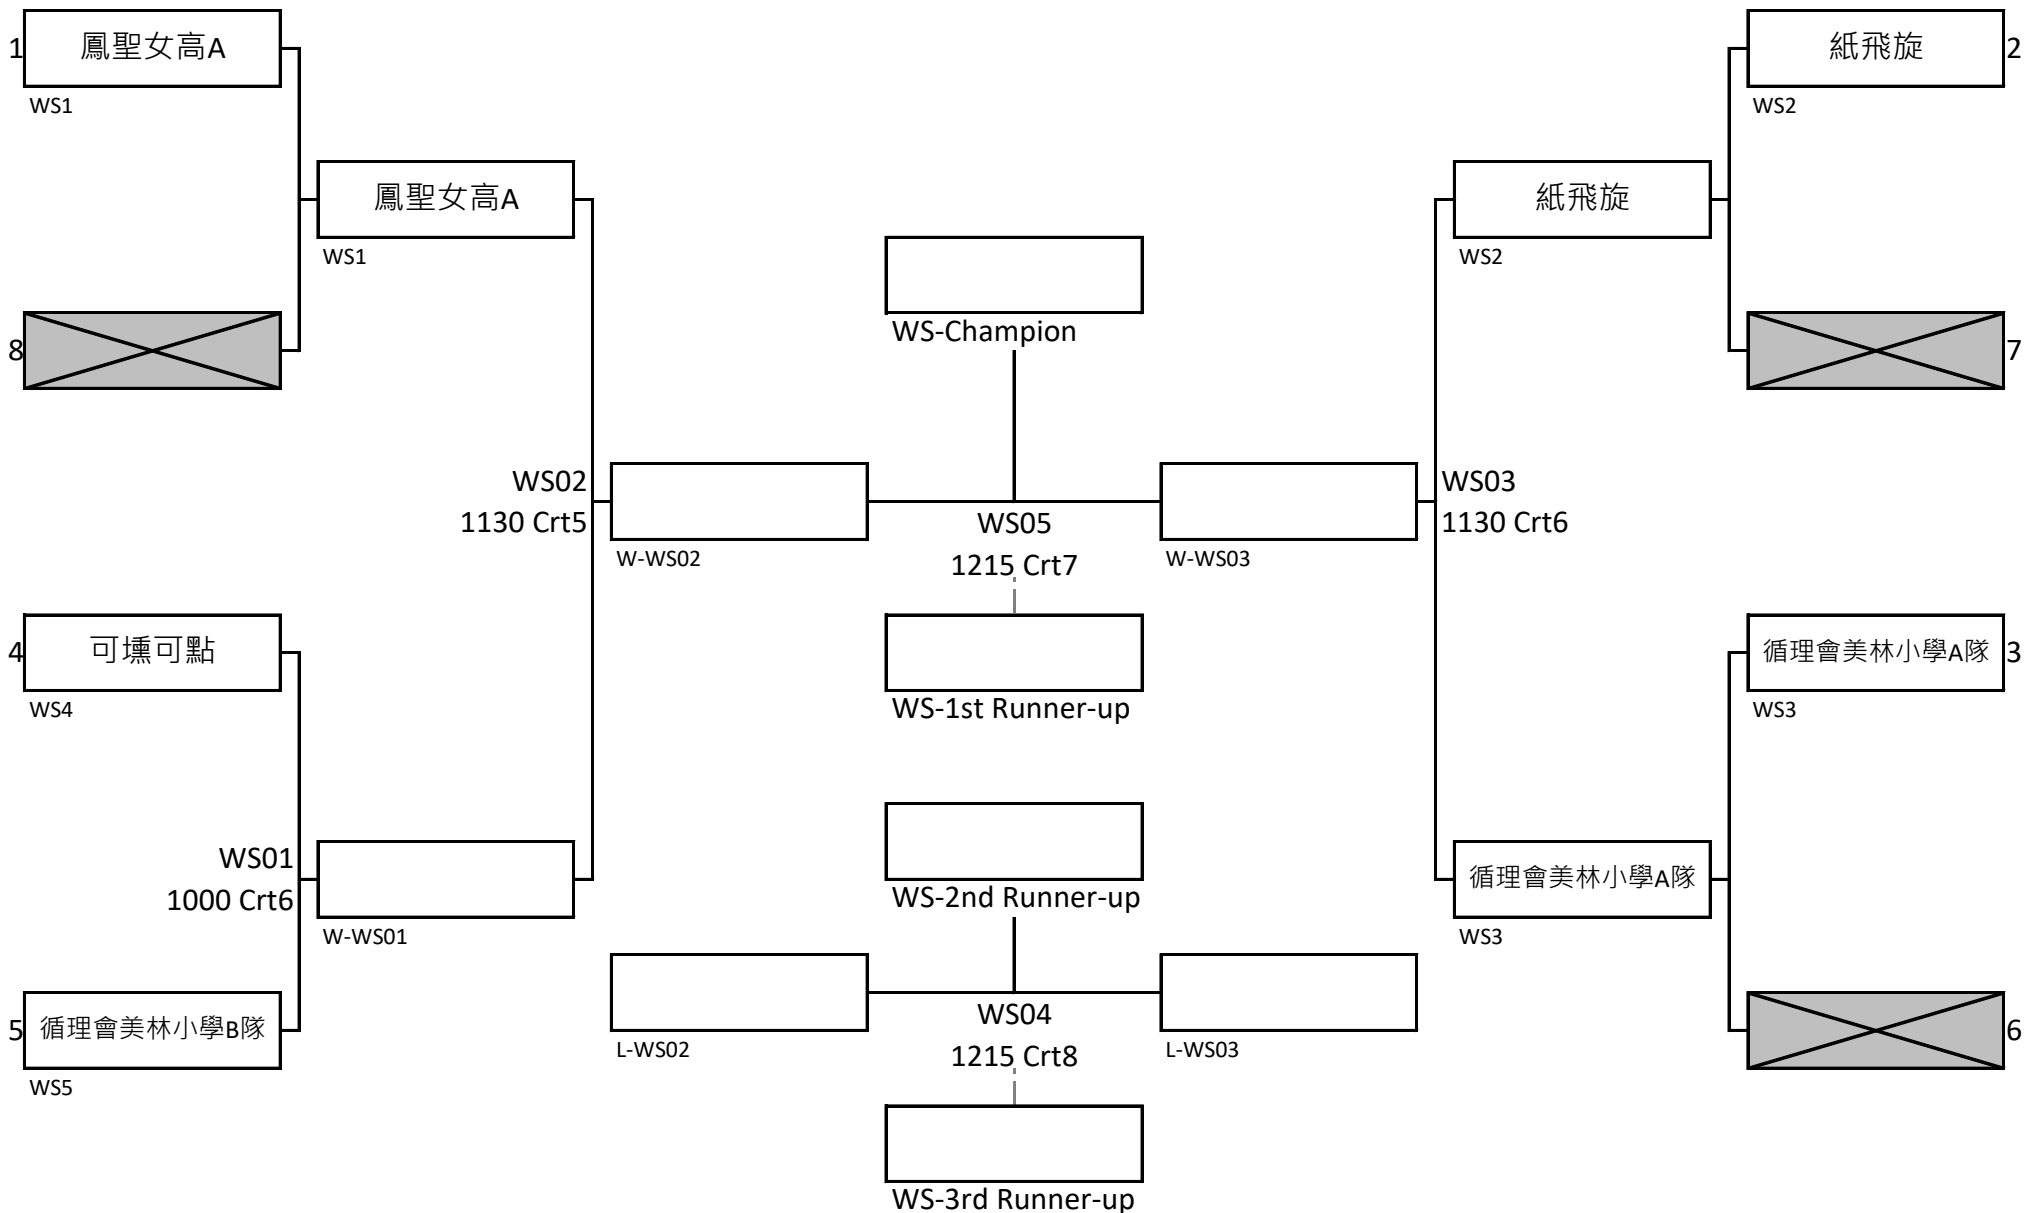 1
鳳聖女高A
WS1
鳳聖女高A
WS1
8
WS02
1130 Crt5
4
可壎可點
WS4
WS01
1000 Crt6
W-WS01
5
循理會美林小學B隊
WS5
WS-Champion
W-WS02
WS05
1215 Crt7
W-WS03
WS-1st Runner-up
WS-2nd Runner-up
L-WS02
WS04
1215 Crt8
L-WS03
WS-3rd Runner-up
紙飛旋
2
WS2
紙飛旋
WS2
7
WS03
1130 Crt6
循理會美林小學A隊
3
WS3
循理會美林小學A隊
WS3
6